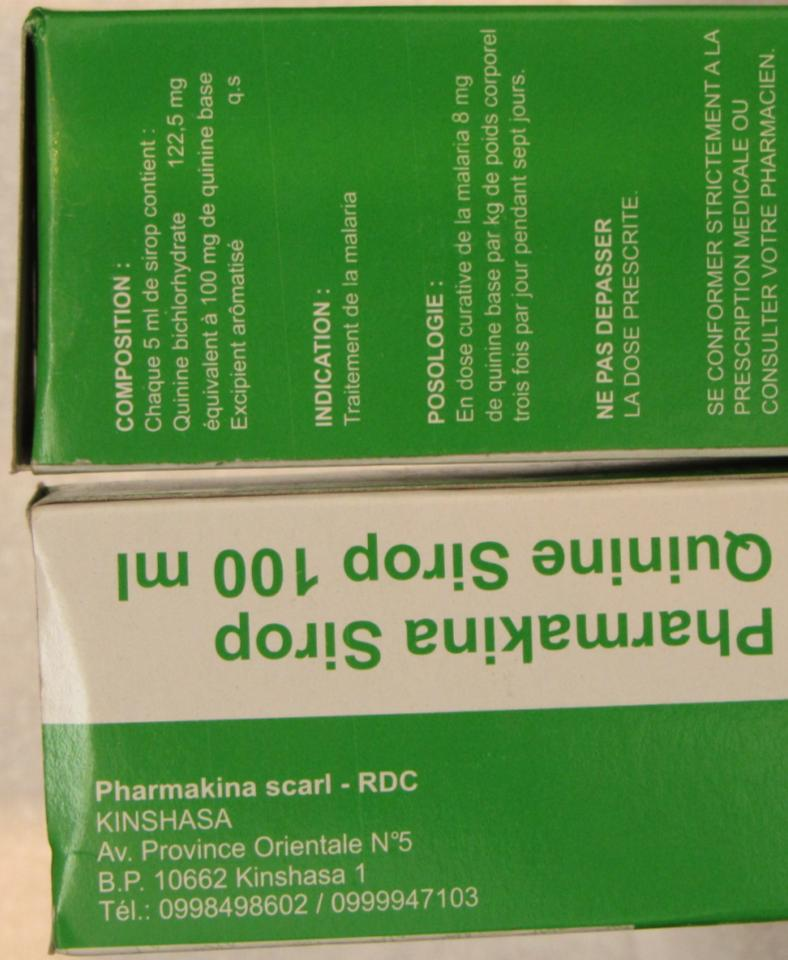 COMPOSITION :
Chaque 5 ml de sirop contient :
Quinine bichlorhydrate 122,5 mg
équivalent à 100 mg de quinine base
Excipient arômatisé q.s
INDICATION :
Traitement de la malaria
POSOLOGIE :
En dose curative de la malaria 8 mg
de quinine base par kg de poids corporel
trois fois par jour pendant sept jours.
NE PAS DEPASSER
LA DOSE PRESCRITE.
SE CONFORMER STRICTEMENT A LA
PRESCRIPTION MEDICALE OU
CONSULTER VOTRE PHARMACIEN.
Pharmakina Sirop
Quinine Sirop 100 ml
Pharmakina scarl - RDC
KINSHASA
Av. Province Orientale N°5
B.P. 10662 Kinshasa 1
Tél.: 0998498602 / 0999947103